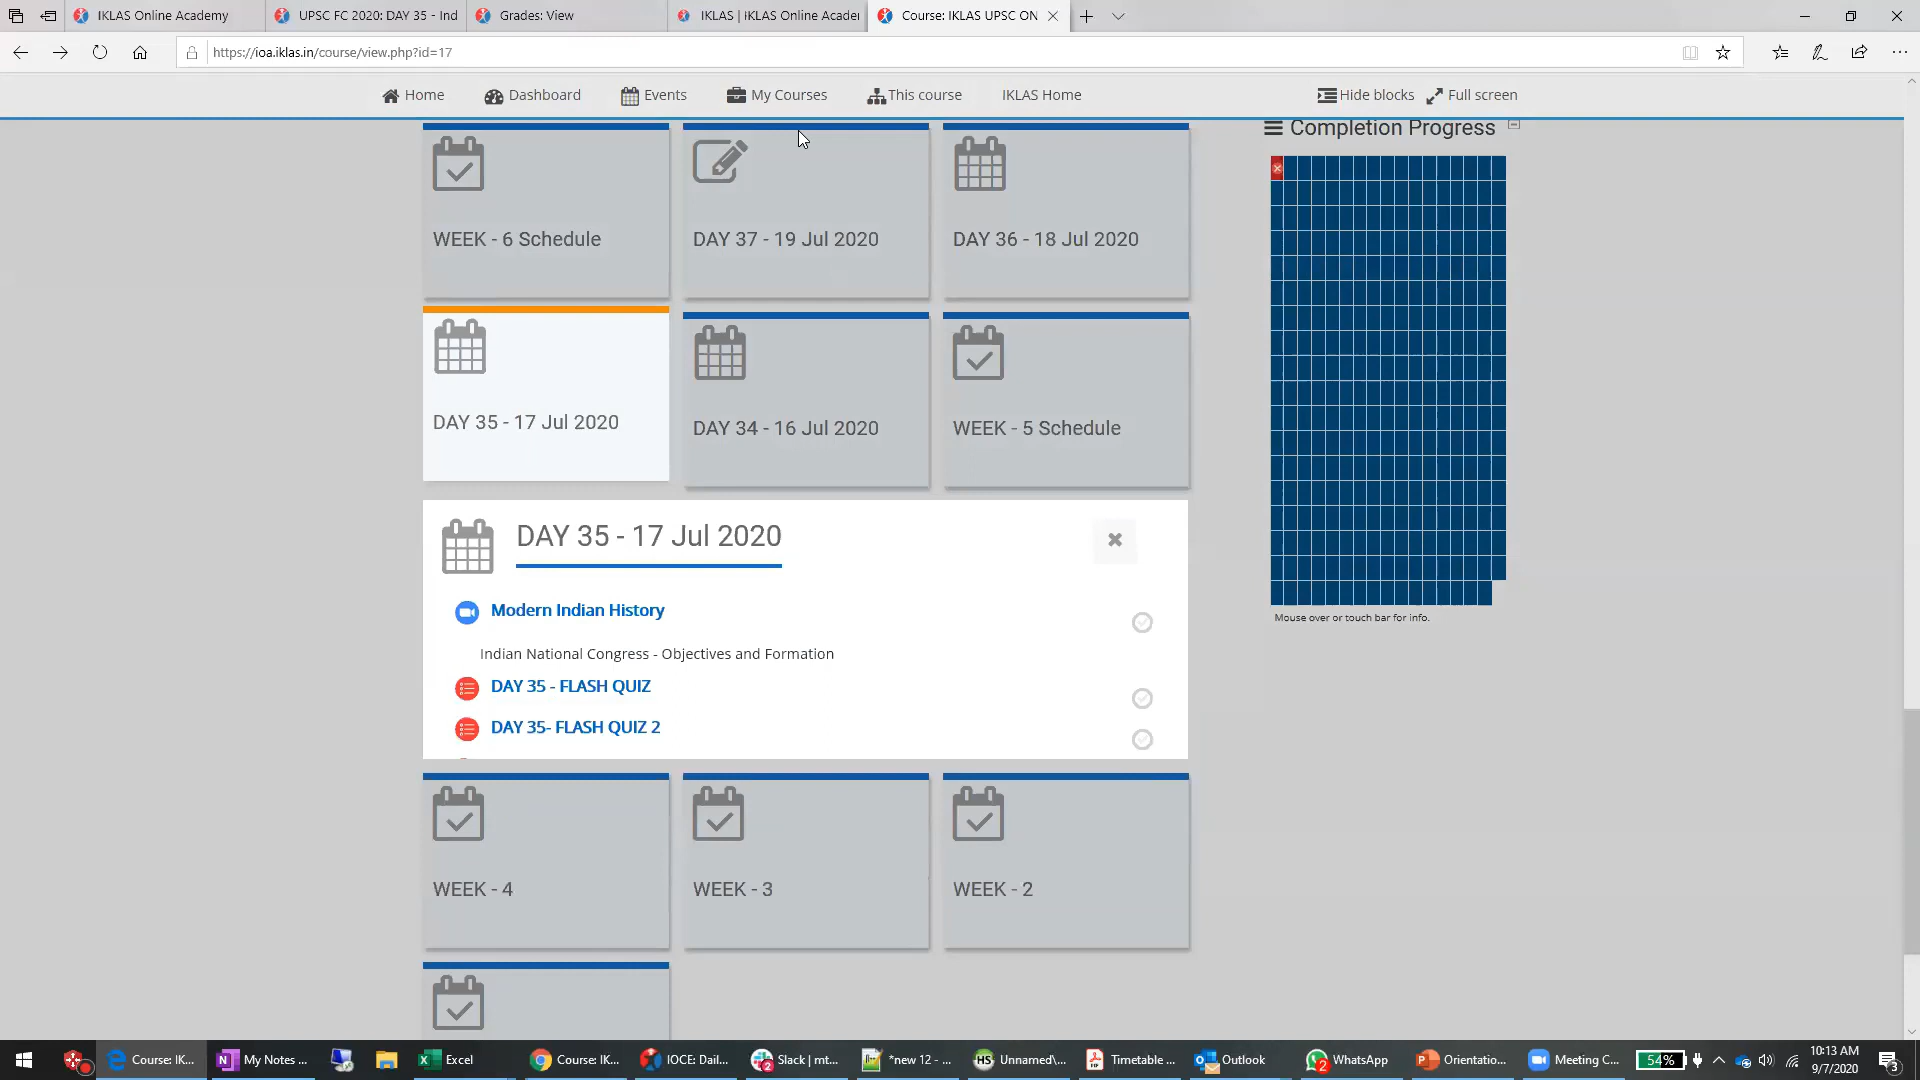 IKLAS Online Academy
UPSC FC 2020: DAY 35 - Ind
Grades: View
IKLAS | iKLAS Online Acade
Course: IKLAS UPSC ON
https://ioa.iklas.in/course/view.php?id=17
Home
Dashboard
Events
My Courses
This course
IKLAS Home
Hide blocks
Full screen
Completion Progress
WEEK - 6 Schedule
DAY 37 - 19 Jul 2020
DAY 36 - 18 Jul 2020
DAY 35 - 17 Jul 2020
DAY 34 - 16 Jul 2020
WEEK - 5 Schedule
DAY 35 - 17 Jul 2020
Modern Indian History
Indian National Congress - Objectives and Formation
DAY 35 - FLASH QUIZ
DAY 35- FLASH QUIZ 2
Mouse over or touch bar for info.
WEEK - 4
WEEK - 3
WEEK - 2
Course: IK...
My Notes ...
Excel
Course: IK...
IOCE: Dail...
Slack | mt...
*new 12 - ...
Unnamed\...
Timetable ...
Outlook
WhatsApp
Orientatio...
Meeting C...
54%
10:13 AM
9/7/2020